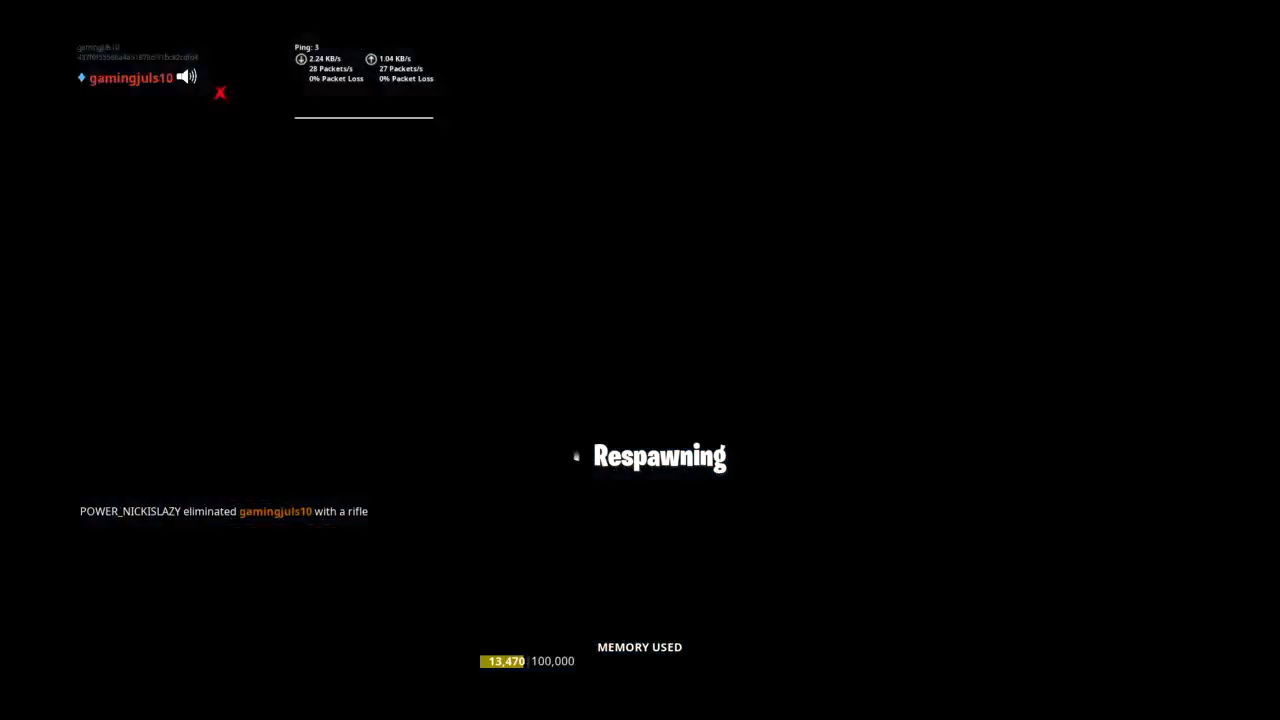 gamingjuls10
gamingjuls10
Ping: 3
2.24 KB/s
1.04 KB/s
28 Packets/s
27 Packets/s
0% Packet Loss
0% Packet Loss
Respawning
POWER_NICKISLAZY eliminated gamingjuls10 with a rifle
MEMORY USED
13,470 100,000